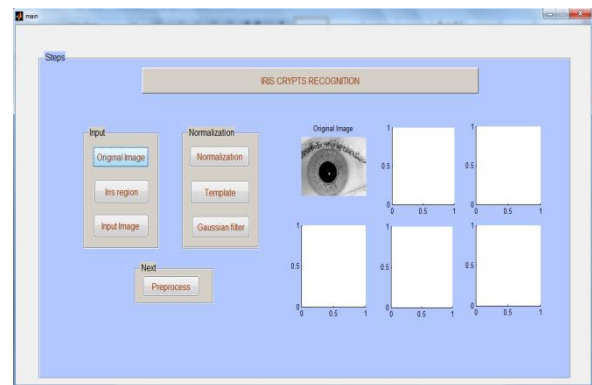 main
Steps
IRIS CRYPTS RECOGNITION
Input
Original Image
Iris region
Input Image
Normalization
Normalization
Template
Gaussian filter
Next
Preprocess
Original Image
1
0.5
0
0 0.5 1
1
0.5
0
0 0.5 1
1
0.5
0
0 0.5 1
1
0.5
0
0 0.5 1
1
0.5
0
0 0.5 1